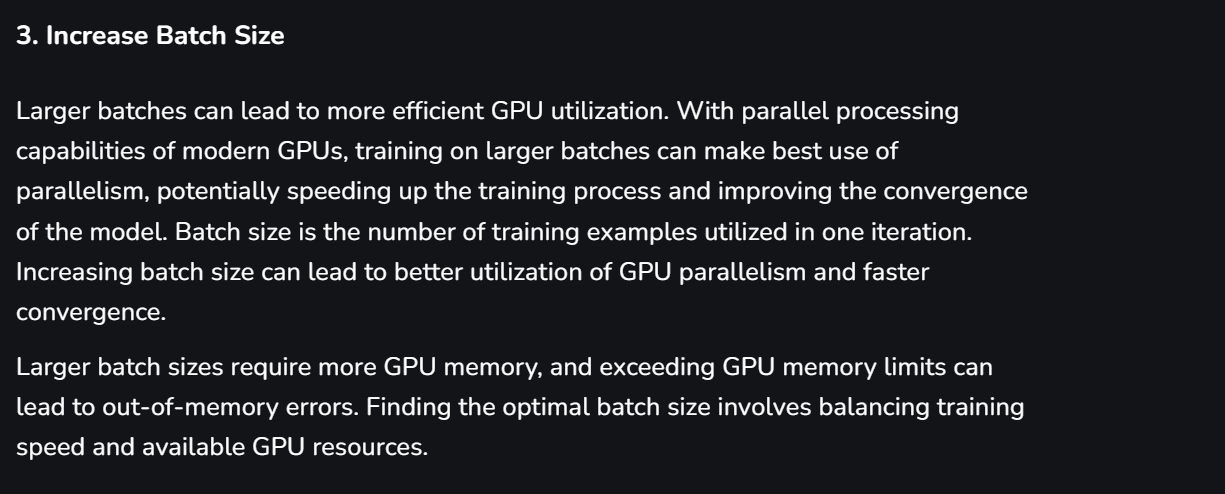 3. Increase Batch Size
Larger batches can lead to more efficient GPU utilization. With parallel processing
capabilities of modern GPUs, training on larger batches can make best use of
parallelism, potentially speeding up the training process and improving the convergence
of the model. Batch size is the number of training examples utilized in one iteration.
Increasing batch size can lead to better utilization of GPU parallelism and faster
convergence.
Larger batch sizes require more GPU memory, and exceeding GPU memory limits can
lead to out-of-memory errors. Finding the optimal batch size involves balancing training
speed and available GPU resources.